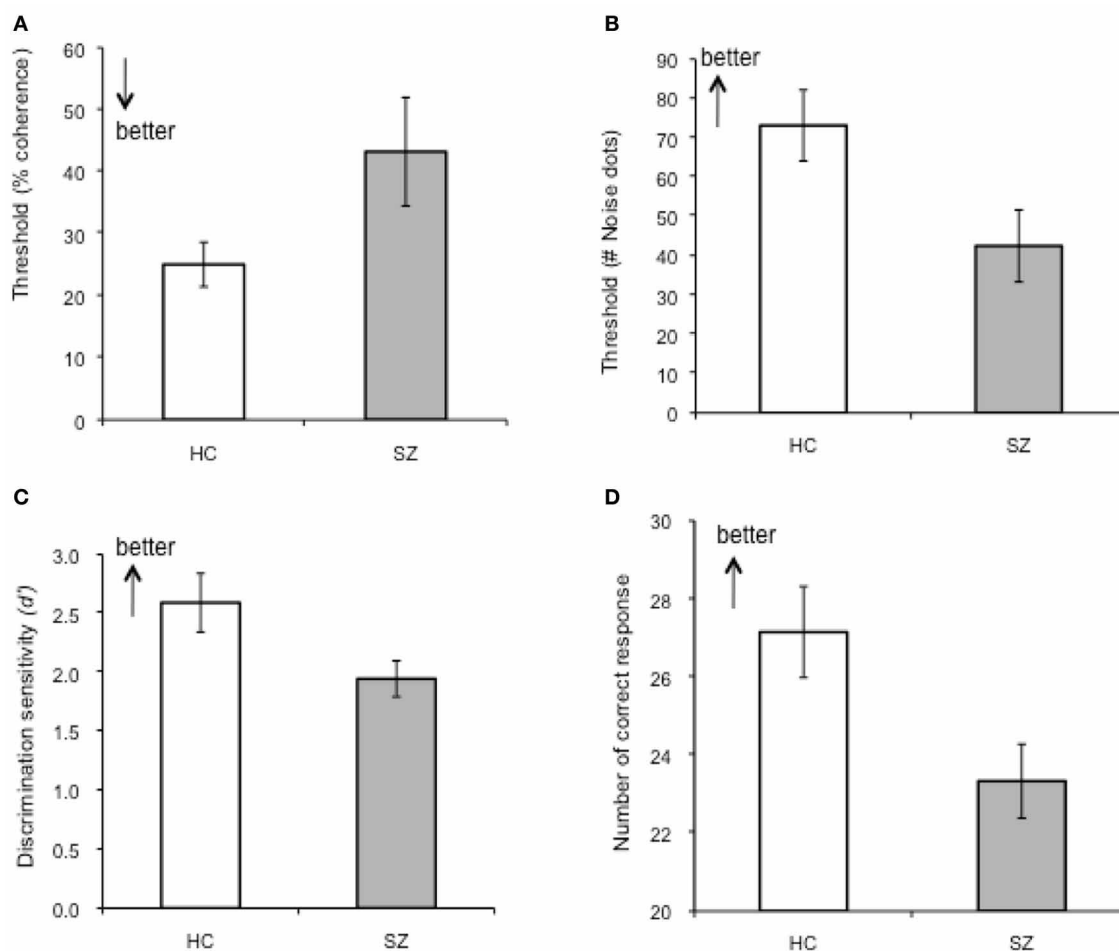 A
Threshold (% coherence)
60
50
40
30
20
10
0
better
HC
SZ
B
Threshold (# Noise dots)
90
80
70
60
50
40
30
20
10
0
better
HC
SZ
C
Discrimination sensitivity (d')
3.0
2.5
2.0
1.5
1.0
0.5
0.0
better
HC
SZ
D
Number of correct response
30
28
26
24
22
20
better
HC
SZ